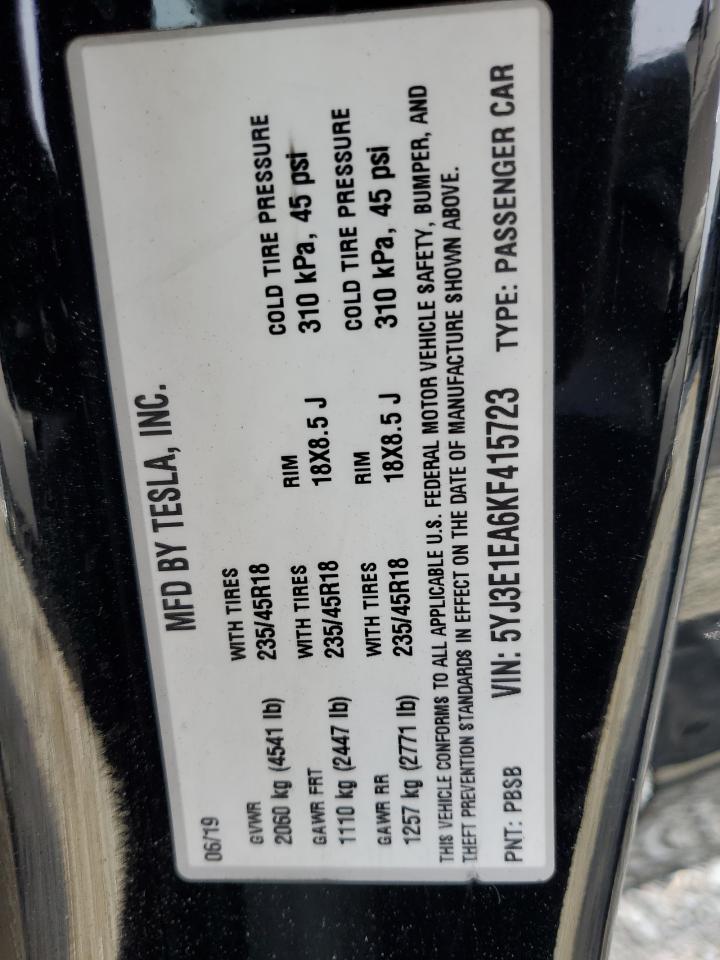 MFD BY TESLA, INC.
06/19
GVWR WITH TIRES
2060 kg (4541 lb) 235/45R18 COLD TIRE PRESSURE
GAWR FRT WITH TIRES RIM 310 kPa, 45 psi
1110 kg (2447 lb) 235/45R18 18X8.5 J COLD TIRE PRESSURE
GAWR RR WITH TIRES RIM 310 kPa, 45 psi
1257 kg (2771 lb) 235/45R18 18X8.5 J
THIS VEHICLE CONFORMS TO ALL APPLICABLE U.S. FEDERAL MOTOR VEHICLE SAFETY, BUMPER, AND
THEFT PREVENTION STANDARDS IN EFFECT ON THE DATE OF MANUFACTURE SHOWN ABOVE.
PNT: PBSB VIN: 5YJ3E1EA6KF415723 TYPE: PASSENGER CAR